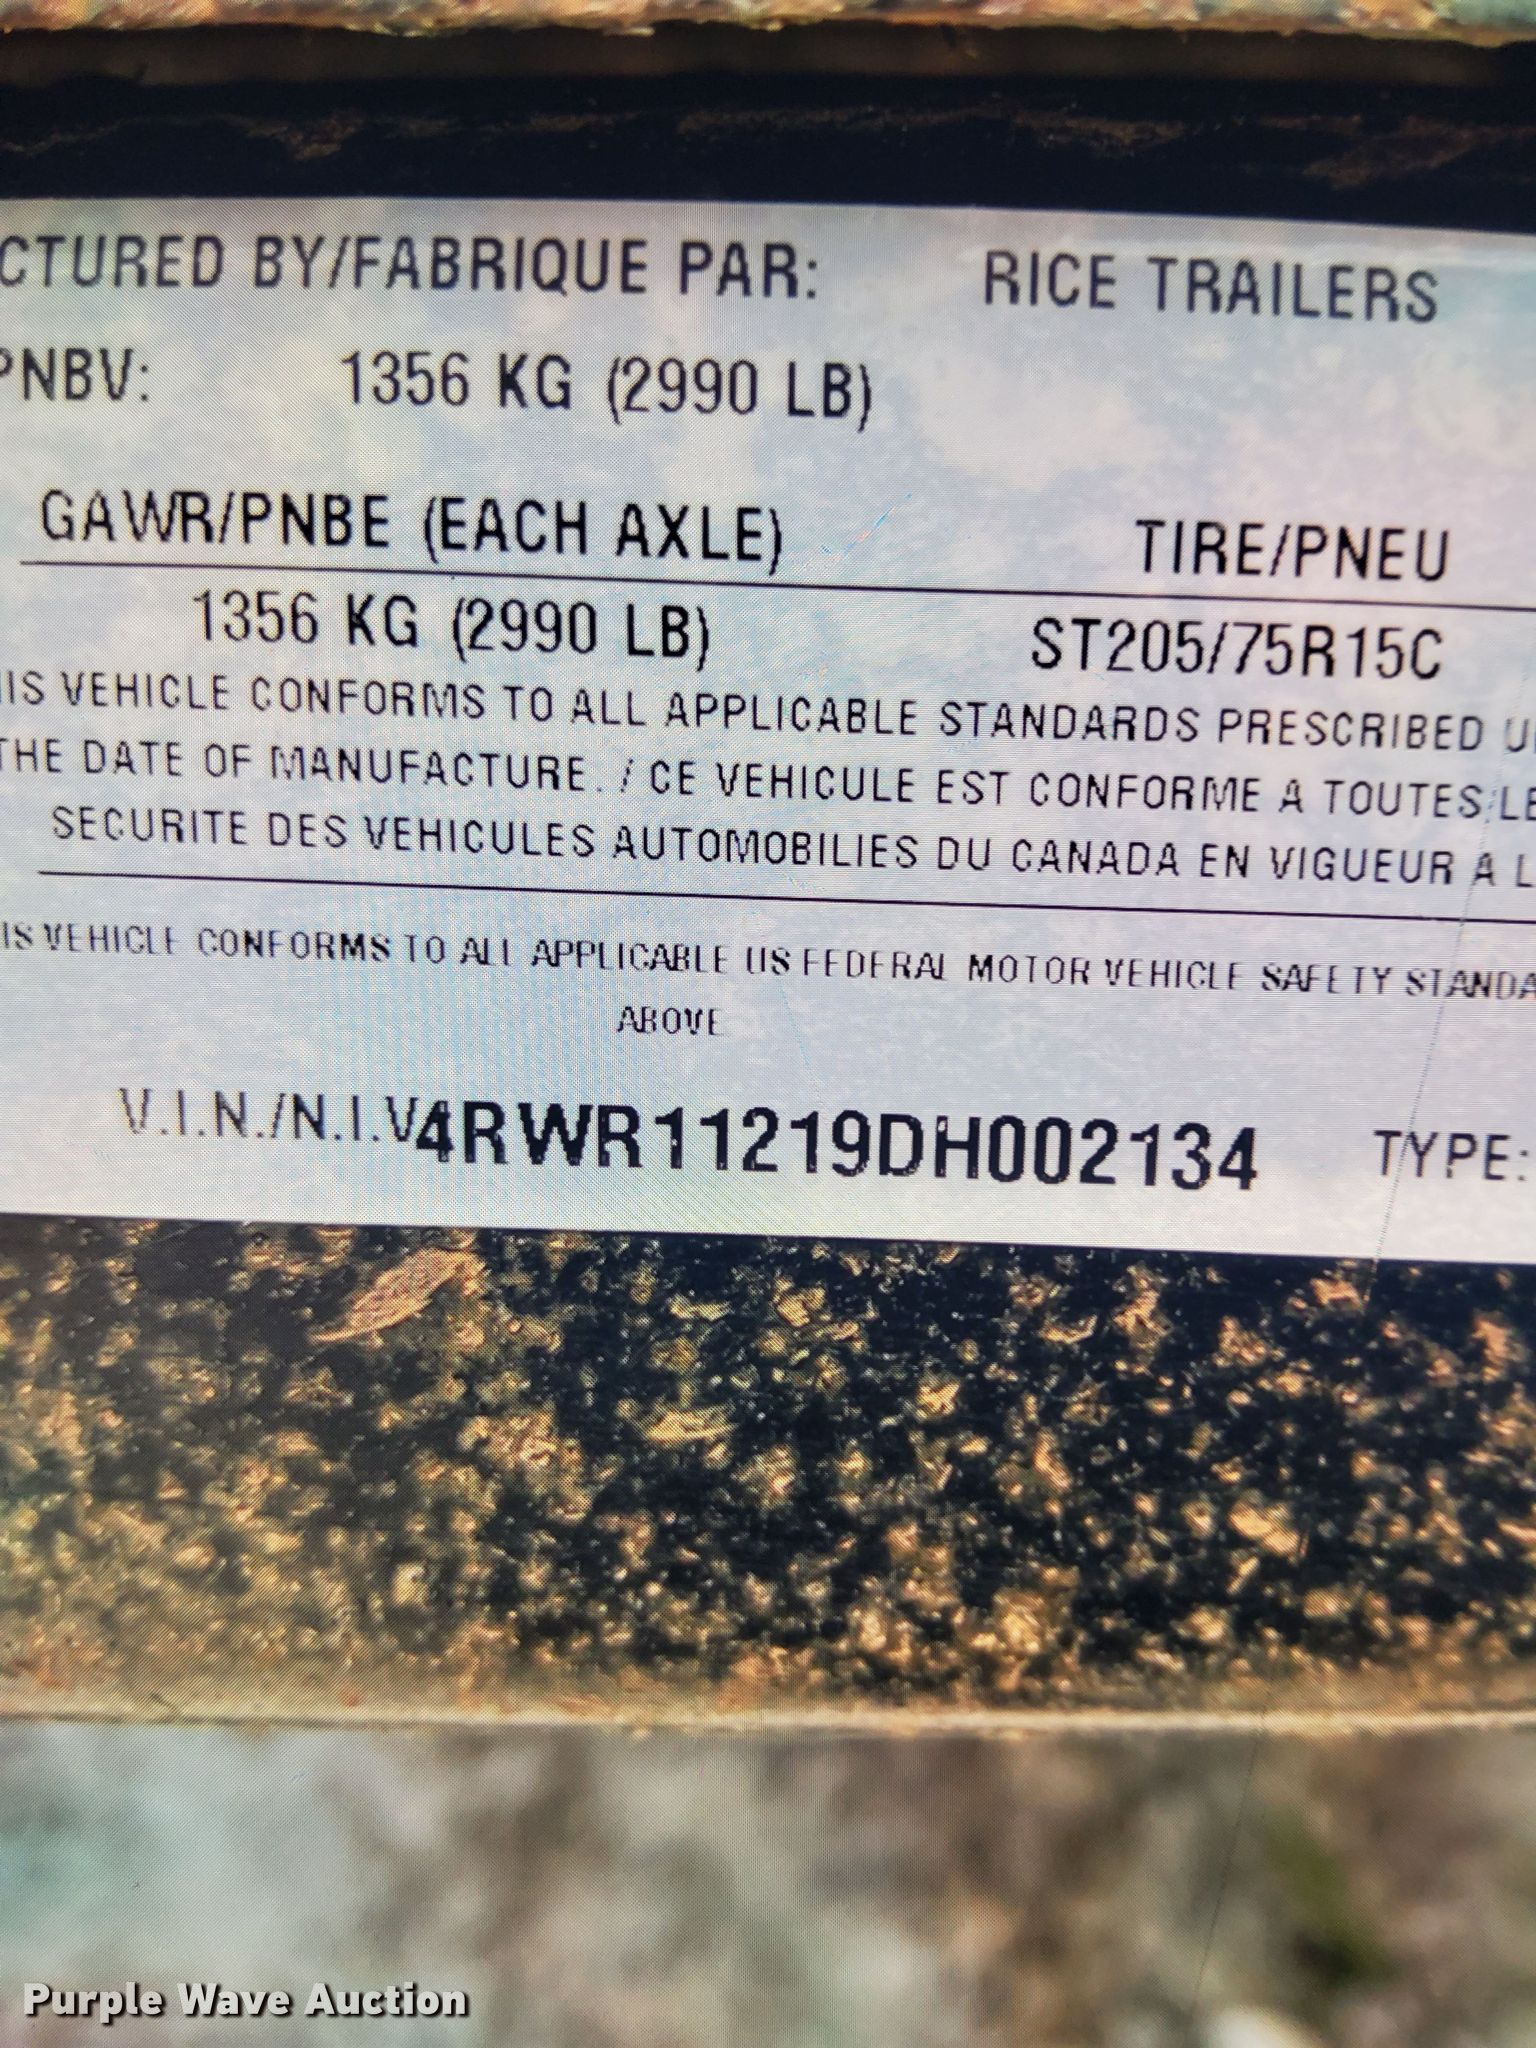 CTURED BY/FABRIQUE PAR: RICE TRAILERS
PNBV: 1356 KG (2990 LB)
GAWR/PNBE (EACH AXLE) TIRE/PNEU
1356 KG (2990 LB) ST205/75R15C
IS VEHICLE CONFORMS TO ALL APPLICABLE STANDARDS PRESCRIBED U
THE DATE OF MANUFACTURE. / CE VEHICULE EST CONFORME A TOUTES LE
SECURITE DES VEHICULES AUTOMOBILIES DU CANADA EN VIGUEUR A L
IS VEHICLE CONFORMS TO ALL APPLICABLE US FEDERAL MOTOR VEHICLE SAFETY STANDA
ABOVE
V.I.N./N.I.V4RWR11219DH002134 TYPE:
Purple Wave Auction